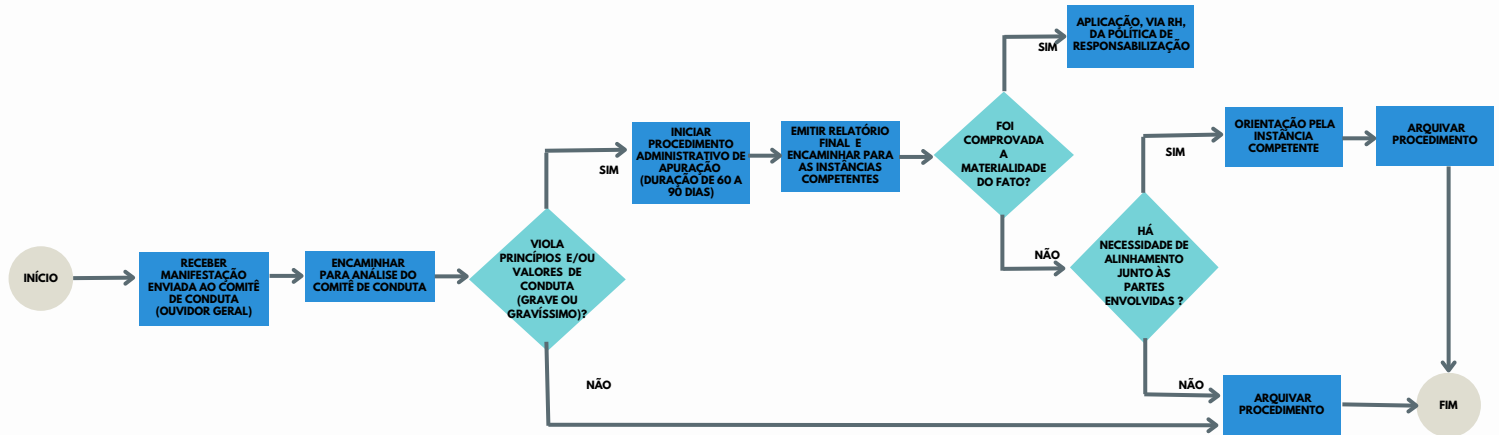 INÍCIO
RECEBER
MANIFESTAÇÃO
ENVIADA AO COMITÊ
DE CONDUTA
(OUVIDOR GERAL)
ENCAMINHAR
PARA ANÁLISE DO
COMITÊ DE CONDUTA
VIOLA
PRINCÍPIOS E/OU
VALORES DE
CONDUTA
(GRAVE OU
GRAVÍSSIMO)?
SIM
INICIAR
PROCEDIMENTO
ADMINISTRATIVO DE
APURAÇÃO
(DURAÇÃO DE 60 A
90 DIAS)
EMITIR RELATÓRIO
FINAL E
ENCAMINHAR PARA
AS INSTÂNCIAS
COMPETENTES
FOI
COMPROVADA
A
MATERIALIDADE
DO FATO?
SIM
APLICAÇÃO, VIA RH,
DA POLÍTICA DE
RESPONSABILIZAÇÃO
NÃO
HÁ
NECESSIDADE DE
ALINHAMENTO
JUNTO ÀS
PARTES
ENVOLVIDAS ?
SIM
ORIENTAÇÃO PELA
INSTÂNCIA
COMPETENTE
ARQUIVAR
PROCEDIMENTO
NÃO
NÃO
ARQUIVAR
PROCEDIMENTO
FIM